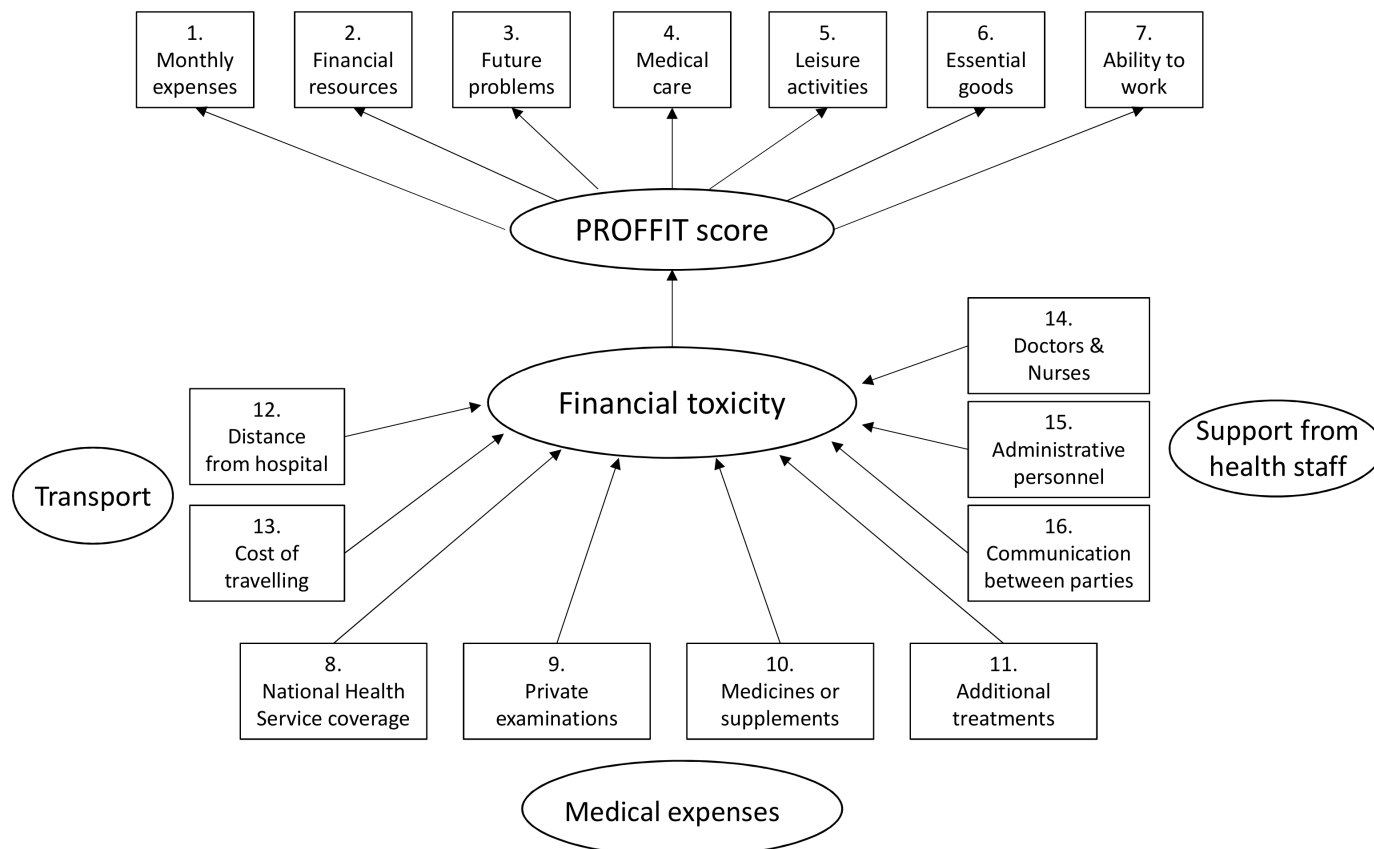 1.
Monthly
expenses
2.
Financial
resources
3.
Future
problems
4.
Medical
care
5.
Leisure
activities
6.
Essential
goods
7.
Ability to
work
PROFFIT score
Financial toxicity
14.
Doctors &
Nurses
12.
Distance
from hospital
15.
Administrative
personnel
Support from
health staff
Transport
13.
Cost of
travelling
16.
Communication
between parties
8.
National Health
Service coverage
9.
Private
examinations
10.
Medicines or
supplements
11.
Additional
treatments
Medical expenses